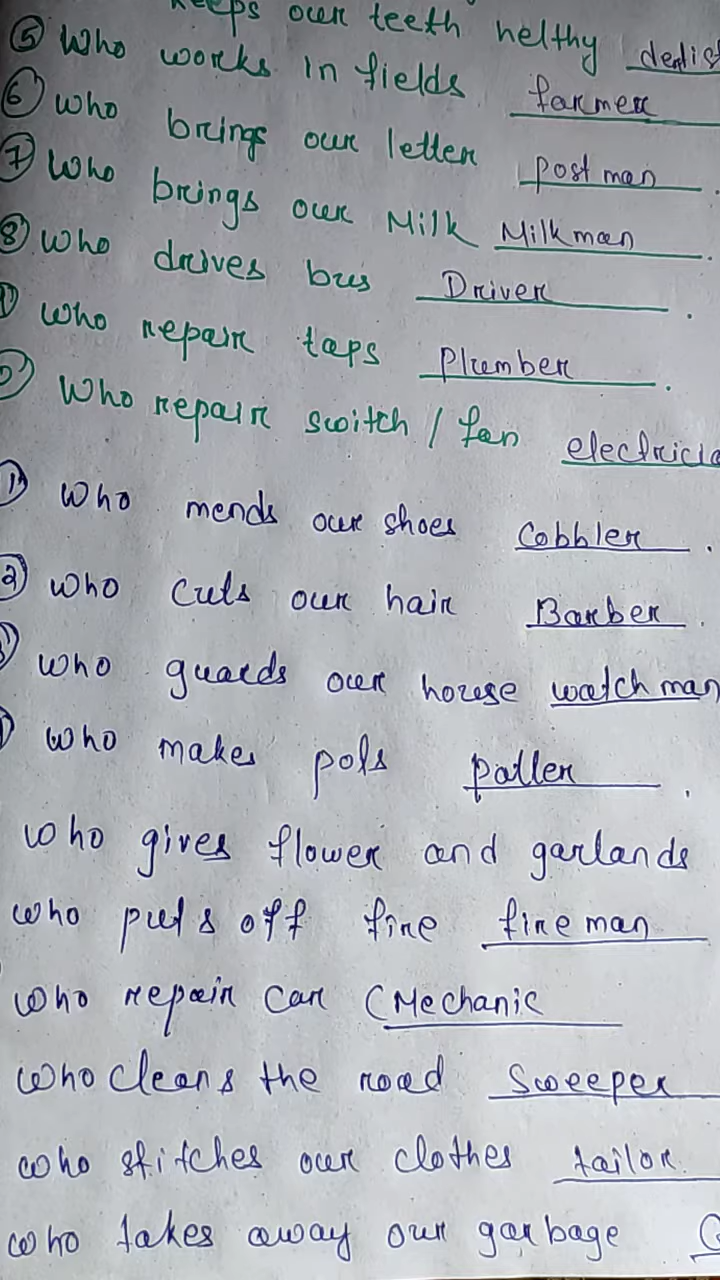 keeps our teeth helthy dentist
⑤ Who works in fields farmer
⑥ Who brings our letter postman.
⑦ Who brings our Milk Milkman.
⑧ Who drives bus Driver.
Who repair taps Plumber.
Who repair switch / fan electricia
Who mends our shoes Cobbler.
Who cuts our hair Barber.
Who guards our house watchman
Who makes pots potter.
Who gives flower and garlands
Who puts off fire fireman
Who repair Car (Mechanic
Who cleans the road Sweeper
Who stitches our clothes tailor
Who takes away our garbage